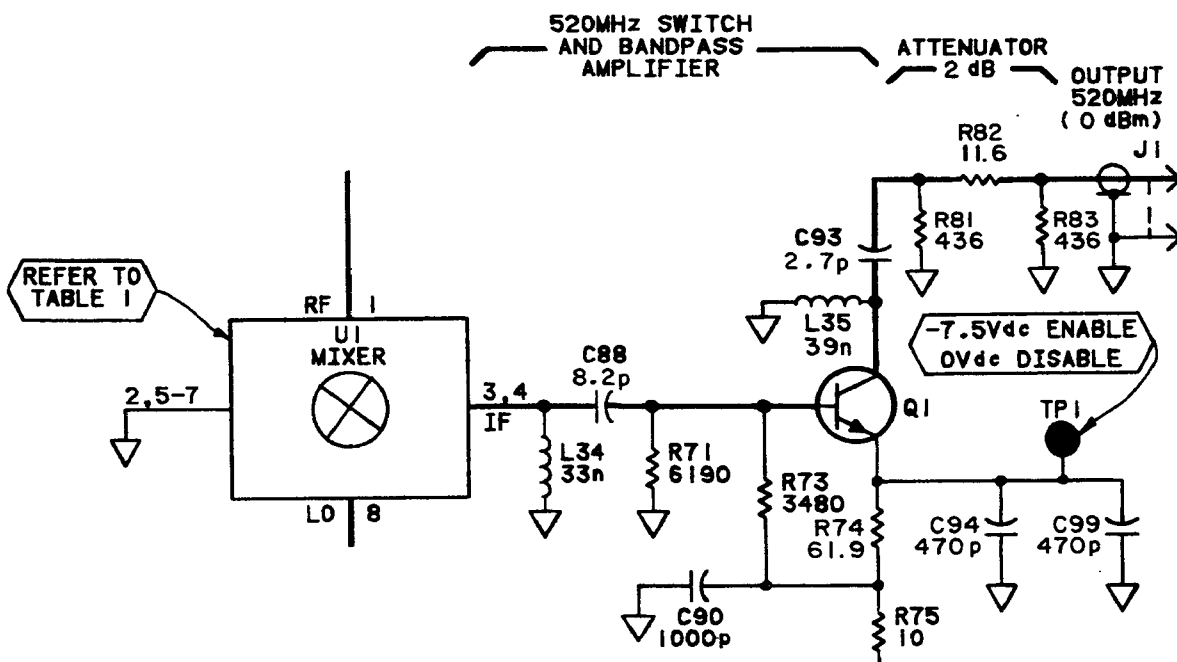 520MHz SWITCH
AND BANDPASS
AMPLIFIER
ATTENUATOR
2 dB
OUTPUT
520MHz
(0 dBm)
J1
R82
11.6
R81
436
R83
436
1
C93
2.7p
L35
39n
-7.5Vdc ENABLE
0Vdc DISABLE
REFER TO
TABLE 1
RF 1
U1
MIXER
2,5-7
3,4
IF
LO 8
C88
8.2p
L34
33n
R71
6190
R73
3480
Q1
TP1
R74
61.9
C94
470p
C99
470p
C90
1000p
R75
10